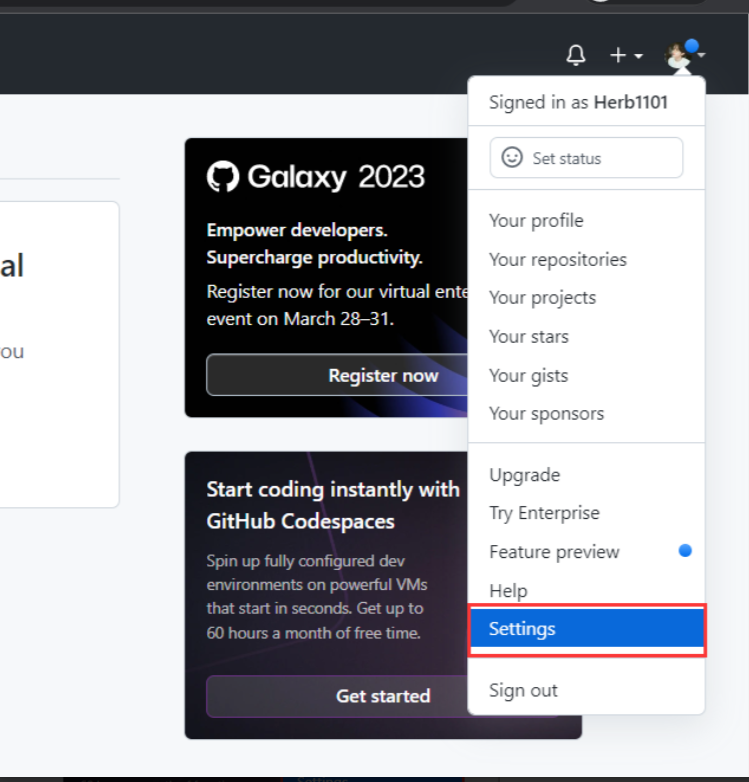 Signed in as Herb1101
Set status
Your profile
Your repositories
Your projects
Your stars
Your gists
Your sponsors
Upgrade
Try Enterprise
Feature preview
Help
Settings
Sign out
al
ou
Galaxy 2023
Empower developers.
Supercharge productivity.
Register now for our virtual ente
event on March 28–31.
Register now
Start coding instantly with
GitHub Codespaces
Spin up fully configured dev
environments on powerful VMs
that start in seconds. Get up to
60 hours a month of free time.
Get started